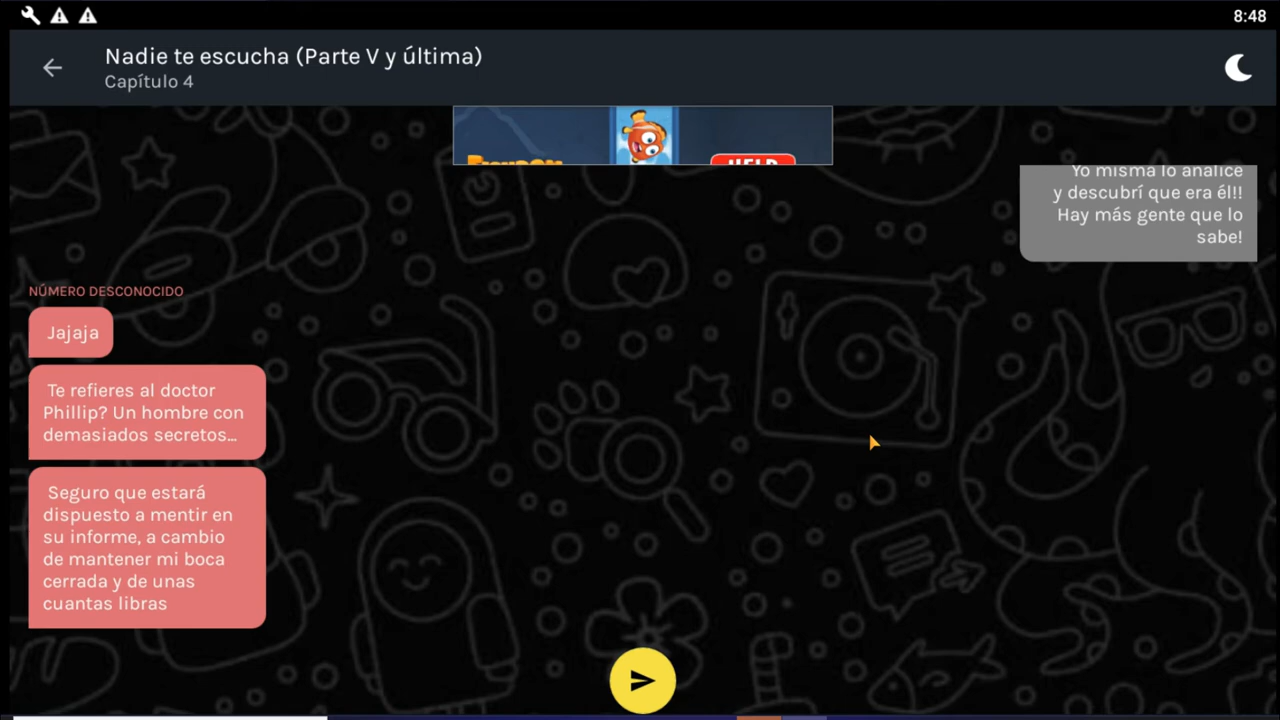 8:48
Nadie te escucha (Parte V y última)
Capítulo 4
HELP
Yo misma lo analice
y descubrí que era él!!
Hay más gente que lo
sabe!
NÚMERO DESCONOCIDO
Jajaja
Te refieres al doctor
Phillip? Un hombre con
demasiados secretos...
Seguro que estará
dispuesto a mentir en
su informe, a cambio
de mantener mi boca
cerrada y de unas
cuantas libras